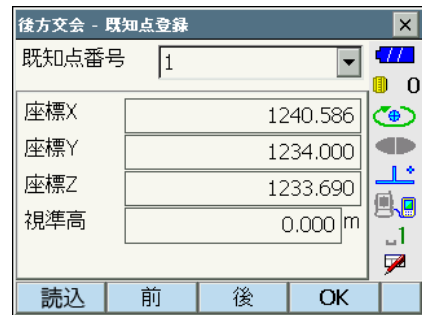 後方交会 - 既知点登録
既知点番号 1
0
座標X 1240.586
座標Y 1234.000
座標Z 1233.690
視準高 0.000 m
1
読込 前 後 OK